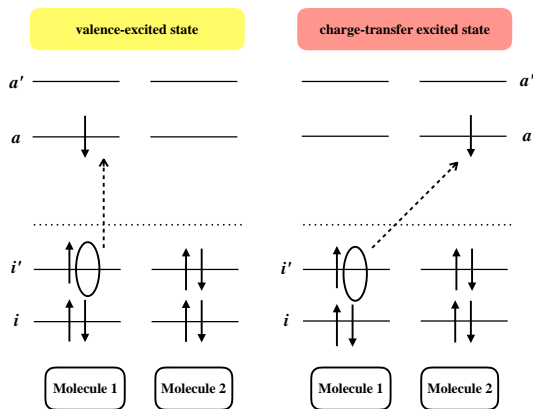 valence-excited state
charge-transfer excited state
a'
a'
a
a
i'
i'
i
i
Molecule 1
Molecule 2
Molecule 1
Molecule 2